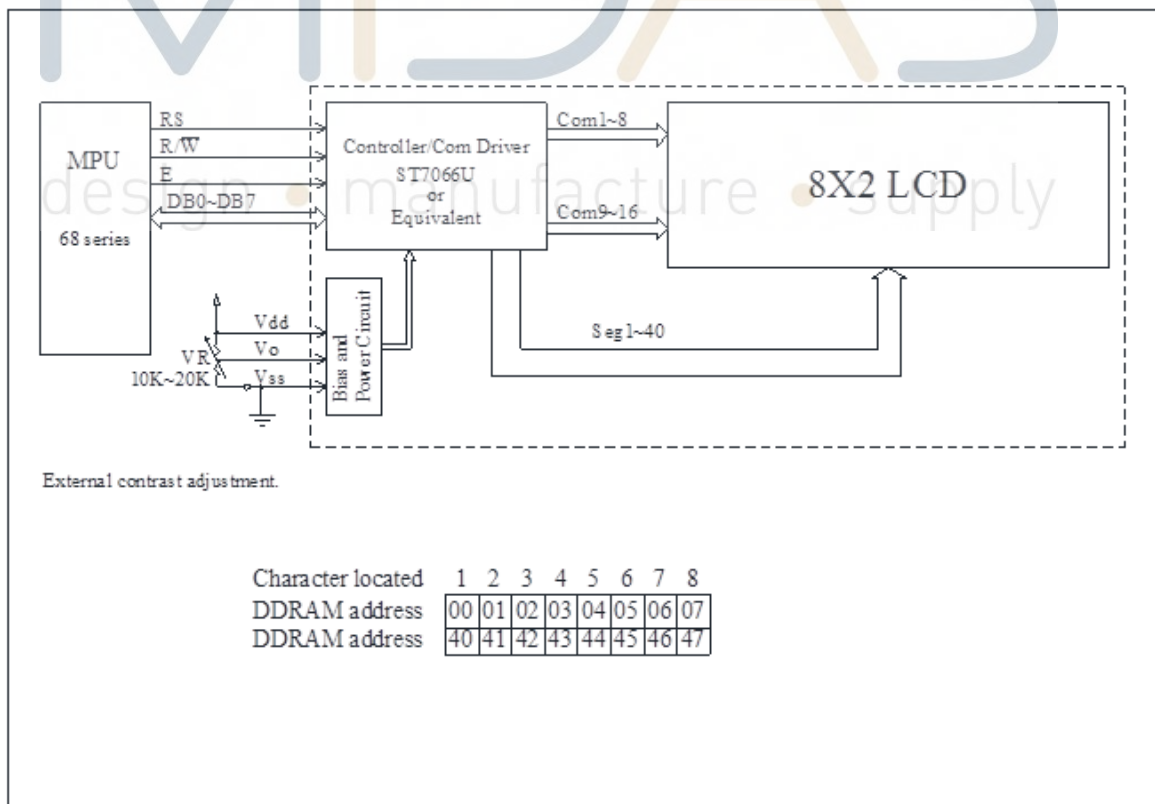 MIDAS
design • manufacture • supply
MPU
68 series
RS
R/W̅
E
DB0~DB7
Controller/Com Driver
ST7066U
or
Equivalent
Com1~8
Com9~16
8X2 LCD
Seg1~40
Vdd
Vo
Vss
VR
10K~20K
Bias and
Power Circuit
External contrast adjustment.
Character located 1 2 3 4 5 6 7 8
DDRAM address 00 01 02 03 04 05 06 07
DDRAM address 40 41 42 43 44 45 46 47